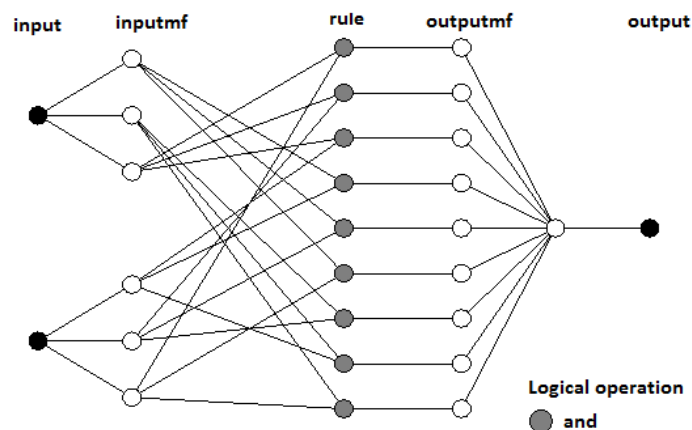 input
inputmf
rule
outputmf
output
Logical operation
and